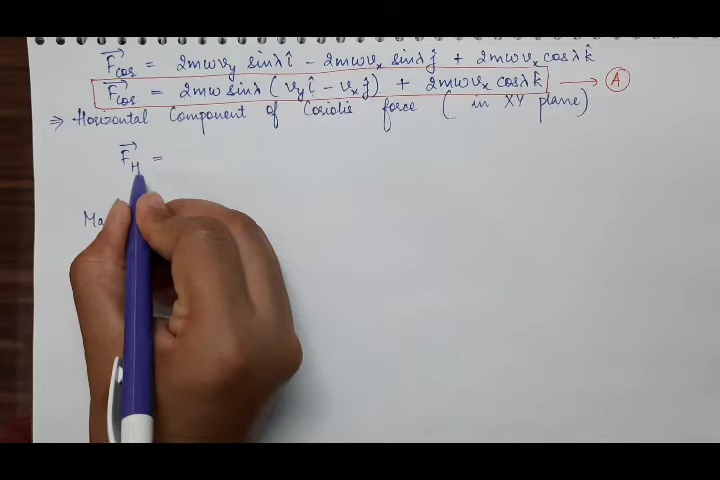 F⃗cos = 2mωvy sinλ î − 2mωvx sinλ ĵ + 2mωvx cosλ k̂
F⃗cos = 2mω sinλ ( vy î − vx ĵ ) + 2mωvx cosλ k̂ → Ⓐ
⇒ Horizontal Component of Coriolis force ( in XY plane )
F⃗H =
Ma